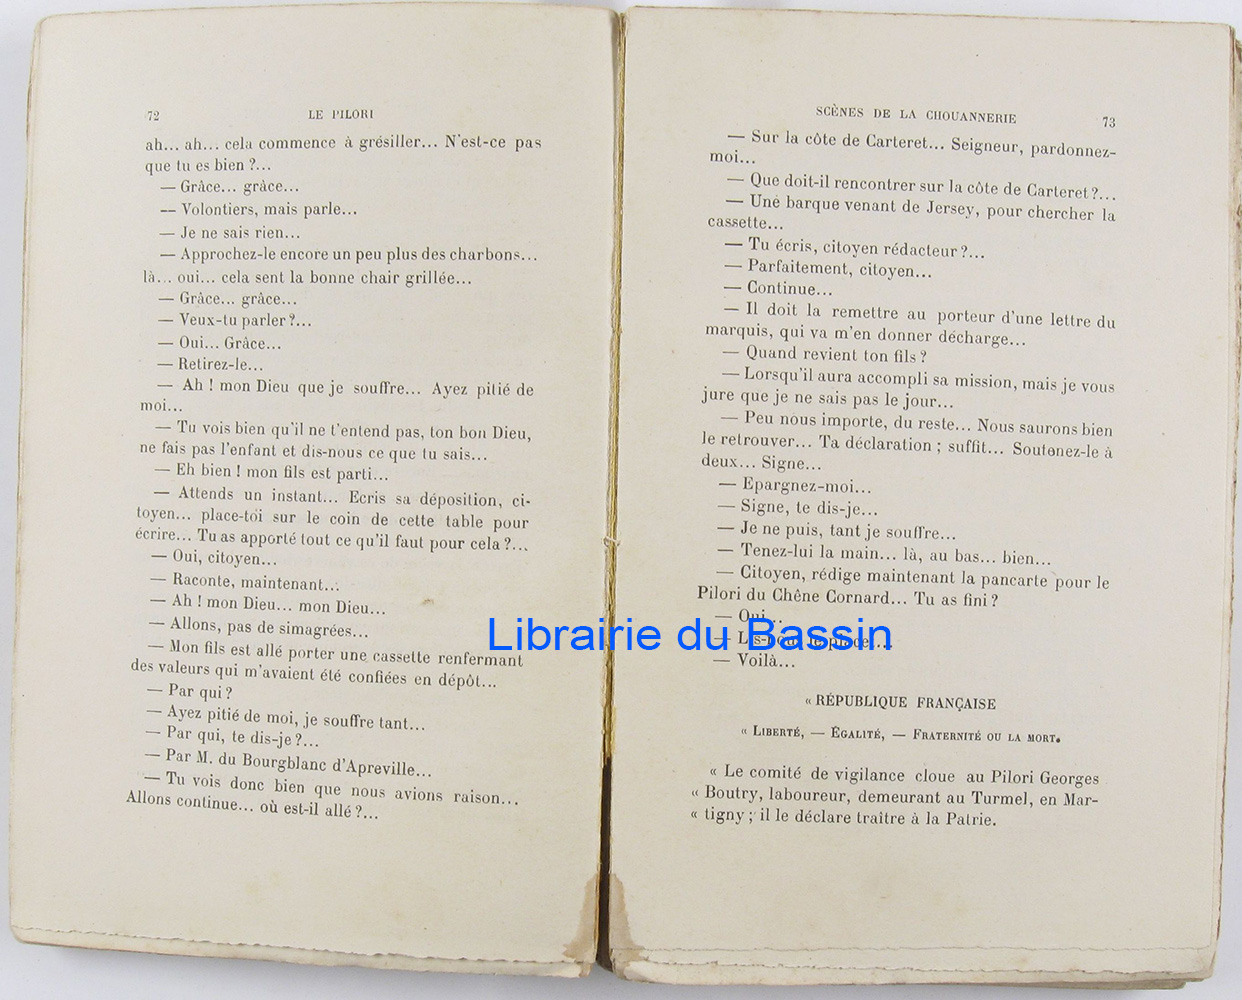 72
LE PILORI
ah... ah... cela commence à grésiller... N'est-ce pas
que tu es bien ?...
— Grâce... grâce...
— Volontiers, mais parle...
— Je ne sais rien...
— Approchez-le encore un peu plus des charbons...
là... oui... cela sent la bonne chair grillée...
— Grâce... grâce...
— Veux-tu parler ?...
— Oui... Grâce...
— Retirez-le...
— Ah ! mon Dieu que je souffre... Ayez pitié de
moi...
— Tu vois bien qu'il ne t'entend pas, ton bon Dieu,
ne fais pas l'enfant et dis-nous ce que tu sais...
— Eh bien ! mon fils est parti...
— Attends un instant... Ecris sa déposition, ci-
toyen... place-toi sur le coin de cette table pour
écrire... Tu as apporté tout ce qu'il faut pour cela ?...
— Oui, citoyen...
— Raconte, maintenant...
— Ah ! mon Dieu... mon Dieu...
— Allons, pas de simagrées...
— Mon fils est allé porter une cassette renfermant
des valeurs qui m'avaient été confiées en dépôt...
— Par qui ?
— Ayez pitié de moi, je souffre tant...
— Par qui, te dis-je ?...
— Par M. du Bourgblanc d'Apreville...
— Tu vois donc bien que nous avions raison...
Allons continue... où est-il allé ?...
SCÈNES DE LA CHOUANNERIE
73
— Sur la côte de Carteret... Seigneur, pardonnez-
moi...
— Que doit-il rencontrer sur la côte de Carteret ?...
— Une barque venant de Jersey, pour chercher la
cassette...
— Tu écris, citoyen rédacteur ?...
— Parfaitement, citoyen...
— Continue...
— Il doit la remettre au porteur d'une lettre du
marquis, qui va m'en donner décharge...
— Quand revient ton fils ?
— Lorsqu'il aura accompli sa mission, mais je vous
jure que je ne sais pas le jour...
— Peu nous importe, du reste... Nous saurons bien
le retrouver... Ta déclaration ; suffit... Soutenez-le à
deux... Signe...
— Epargnez-moi...
— Signe, te dis-je...
— Je ne puis, tant je souffre...
— Tenez-lui la main... là, au bas... bien...
— Citoyen, rédige maintenant la pancarte pour le
Pilori du Chêne Cornard... Tu as fini ?
— Oui...
Librairie du Bassin
— Voilà...
« RÉPUBLIQUE FRANÇAISE
« LIBERTÉ, — ÉGALITÉ, — FRATERNITÉ OU LA MORT.
« Le comité de vigilance cloue au Pilori Georges
« Boutry, laboureur, demeurant au Turmel, en Mar-
« tigny ; il le déclare traître à la Patrie.